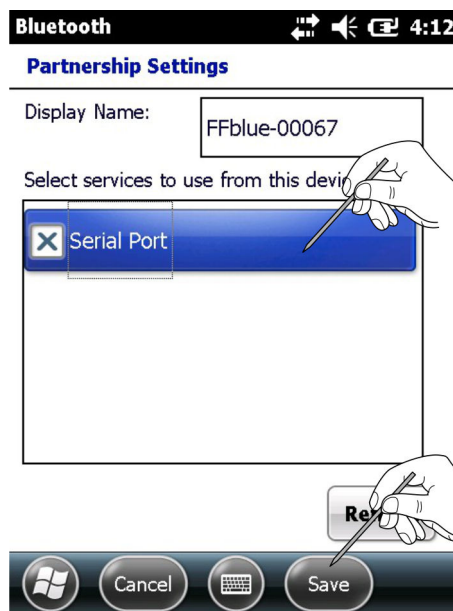 Bluetooth 4:12
Partnership Settings
Display Name:
FFblue-00067
Select services to use from this
Serial Port
Cancel
Save